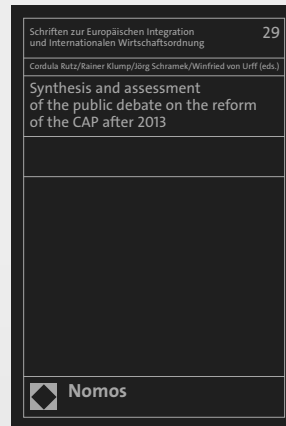 Schriften zur Europäischen Integration
und Internationalen Wirtschaftsordnung
29
Cordula Rutz/Rainer Klump/Jörg Schramek/Winfried von Urff (eds.)
Synthesis and assessment
of the public debate on the reform
of the CAP after 2013
Nomos